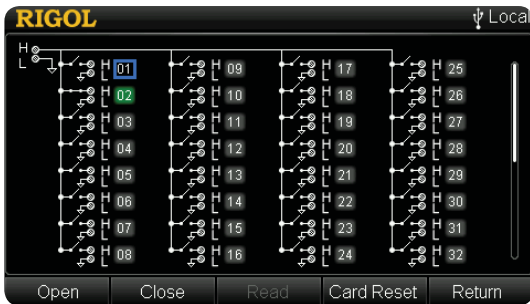 RIGOL Local
H
L
H 01 H 09 H 17 H 25
L L L L
H 02 H 10 H 18 H 26
L L L L
H 03 H 11 H 19 H 27
L L L L
H 04 H 12 H 20 H 28
L L L L
H 05 H 13 H 21 H 29
L L L L
H 06 H 14 H 22 H 30
L L L L
H 07 H 15 H 23 H 31
L L L L
H 08 H 16 H 24 H 32
L L L L
Open Close Read Card Reset Return